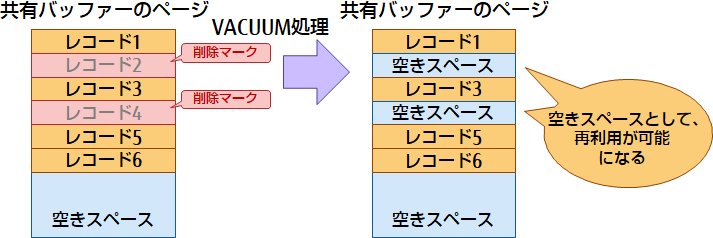 共有バッファーのページ
レコード1
レコード2
削除マーク
レコード3
レコード4
削除マーク
レコード5
レコード6
空きスペース
VACUUM処理
共有バッファーのページ
レコード1
空きスペース
レコード3
空きスペース
レコード5
レコード6
空きスペース
空きスペースとして、
再利用が可能
になる